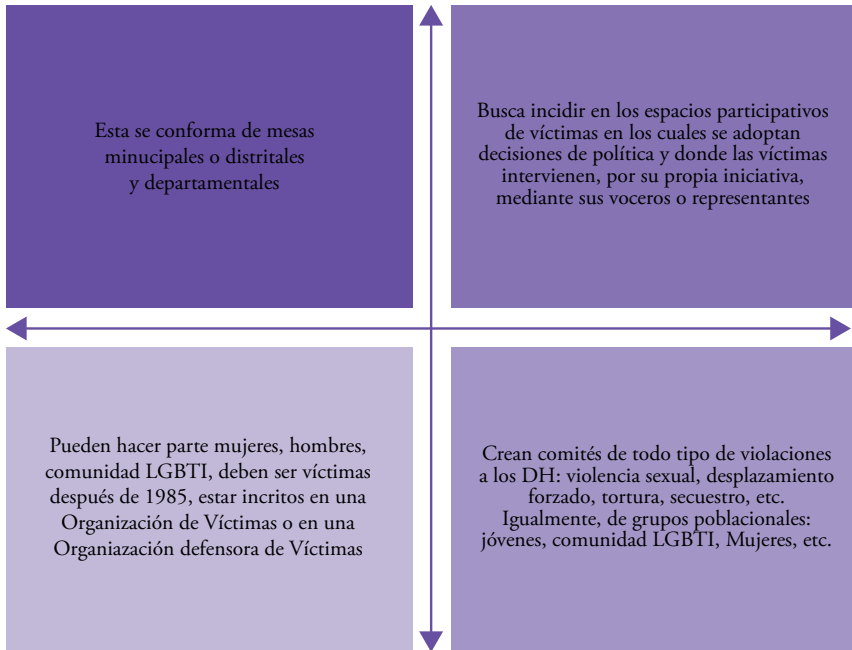 Esta se conforma de mesas
minucipales o distritales
y departamentales
Busca incidir en los espacios participativos
de víctimas en los cuales se adoptan
decisiones de política y donde las víctimas
intervienen, por su propia iniciativa,
mediante sus voceros o representantes
Pueden hacer parte mujeres, hombres,
comunidad LGBTI, deben ser víctimas
después de 1985, estar incritos en una
Organización de Víctimas o en una
Organiazación defensora de Víctimas
Crean comités de todo tipo de violaciones
a los DH: violencia sexual, desplazamiento
forzado, tortura, secuestro, etc.
Igualmente, de grupos poblacionales:
jóvenes, comunidad LGBTI, Mujeres, etc.